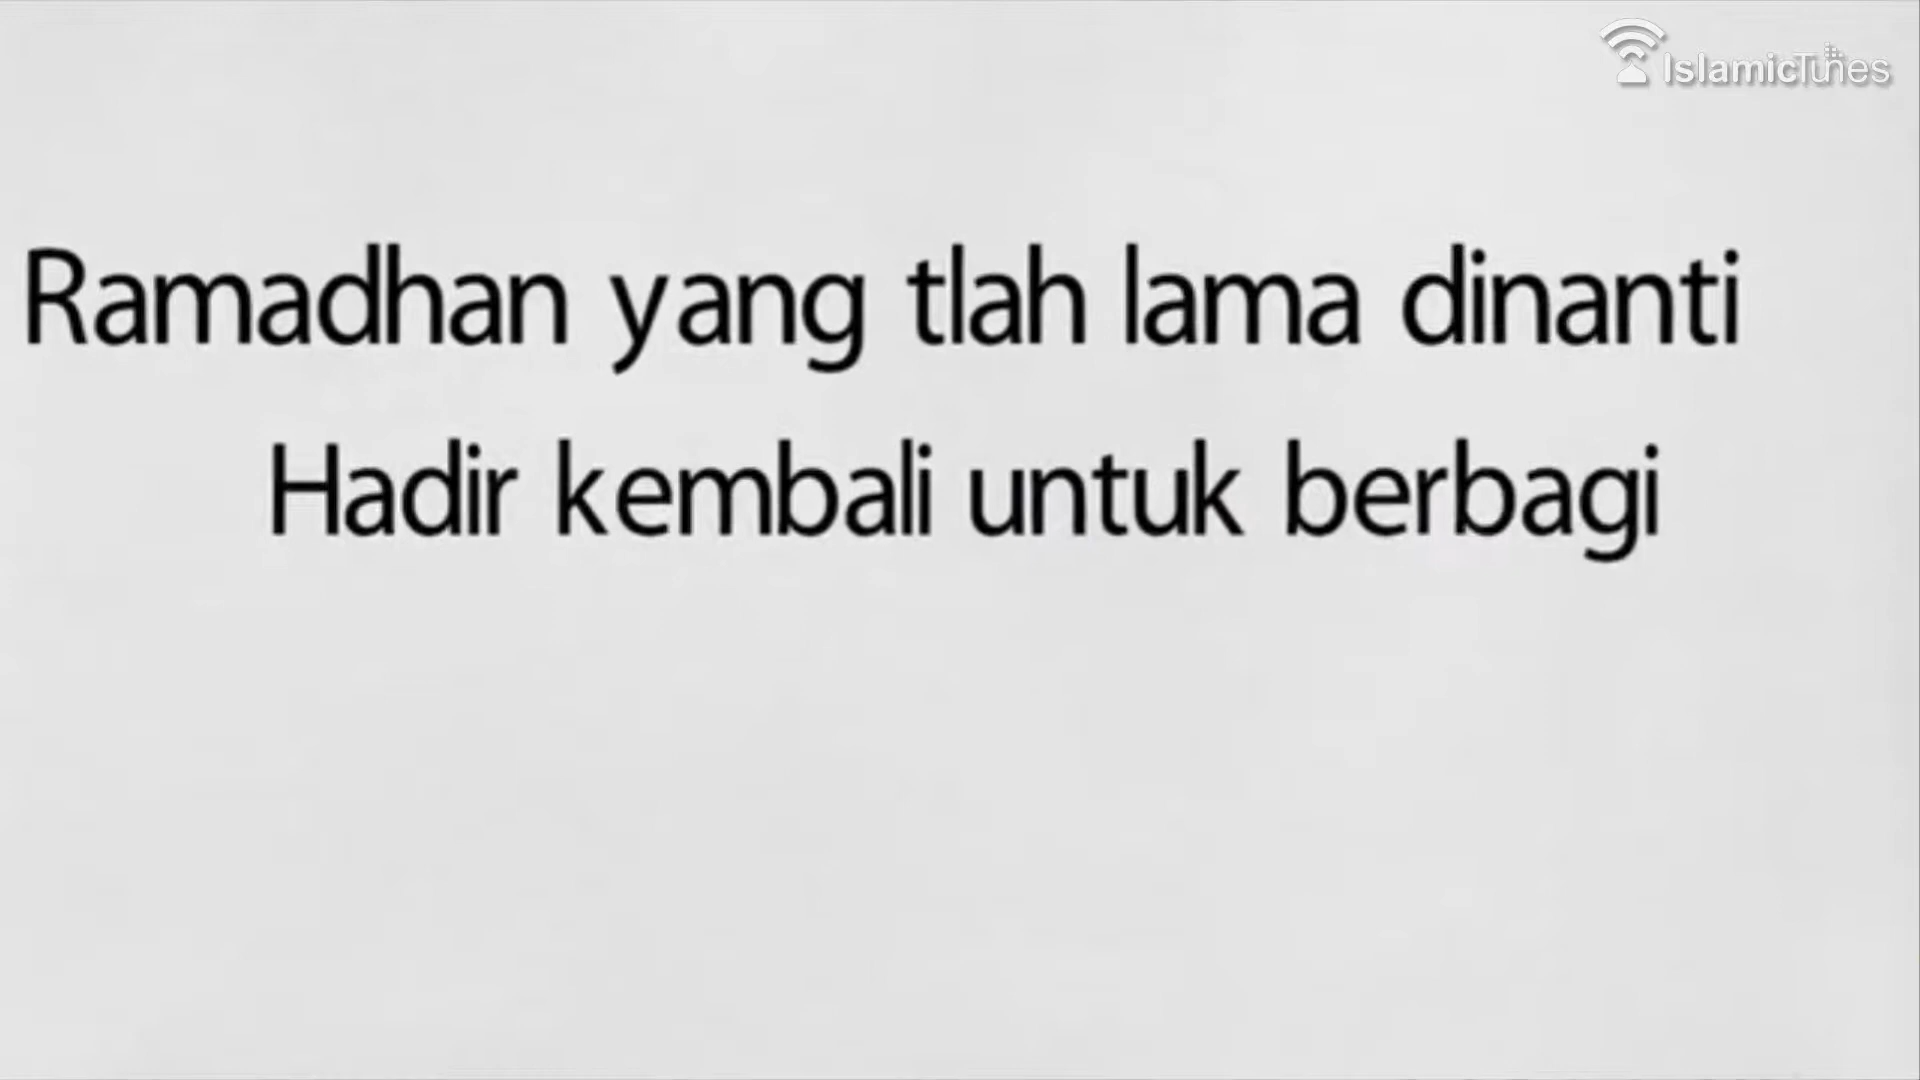 IslamicTunes
Ramadhan yang tlah lama dinanti
Hadir kembali untuk berbagi